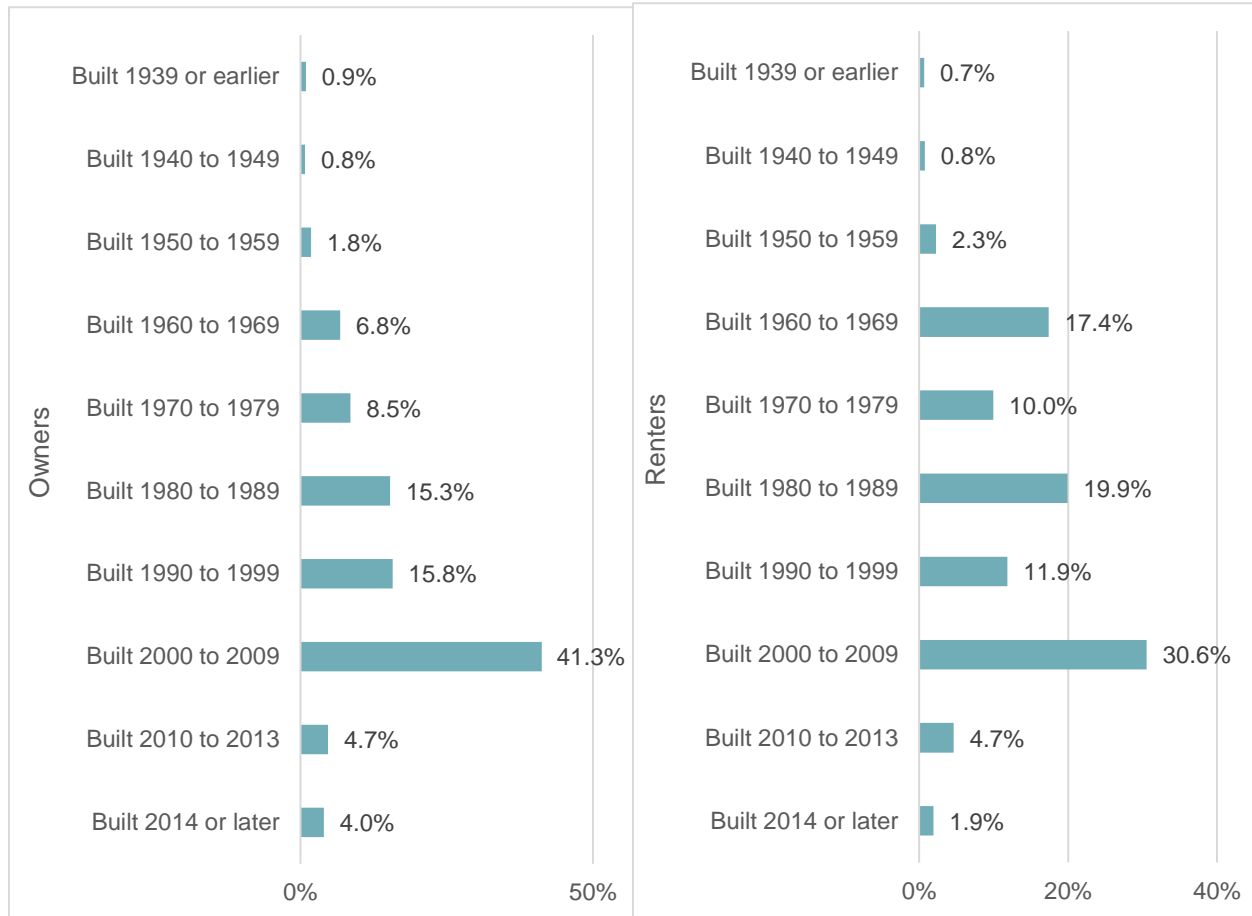 Owners
Built 1939 or earlier 0.9%
Built 1940 to 1949 0.8%
Built 1950 to 1959 1.8%
Built 1960 to 1969 6.8%
Built 1970 to 1979 8.5%
Built 1980 to 1989 15.3%
Built 1990 to 1999 15.8%
Built 2000 to 2009 41.3%
Built 2010 to 2013 4.7%
Built 2014 or later 4.0%
0% 50%
Renters
Built 1939 or earlier 0.7%
Built 1940 to 1949 0.8%
Built 1950 to 1959 2.3%
Built 1960 to 1969 17.4%
Built 1970 to 1979 10.0%
Built 1980 to 1989 19.9%
Built 1990 to 1999 11.9%
Built 2000 to 2009 30.6%
Built 2010 to 2013 4.7%
Built 2014 or later 1.9%
0% 20% 40%